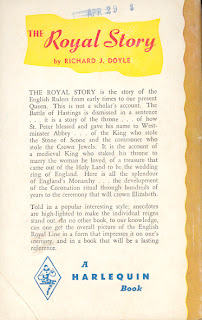 APR 29 $
THE
Royal Story
by RICHARD J. DOYLE
THE ROYAL STORY is the story of the
English Rulers from early times to our present
Queen. This is not a scholar's account. The
Battle of Hastings is dismissed in a sentence
. . . it is a story of the throne . . . of how
St. Peter blessed and gave his name to West-
minster Abbey . . . of the King who stole
the Stone of Scone and the commoner who
stole the Crown Jewels. It is the account of
a medieval King who staked his throne to
marry the woman he loved, of a treasure that
came out of the Holy Land to be the wedding
ring of England. Here is all the splendour
of England's Monarchy . . . the development
of the Coronation ritual through hundreds of
years to the ceremony will crown Elizabeth.
Told in a popular interesting style; anecdotes
are high-lighted to make the individual reigns
stand out. In no other book, to our knowledge,
can one get the overall picture of the English
Royal Line in a form that impresses it on one's
memory, and in a book that will be a lasting
reference.
A
HARLEQUIN
Book